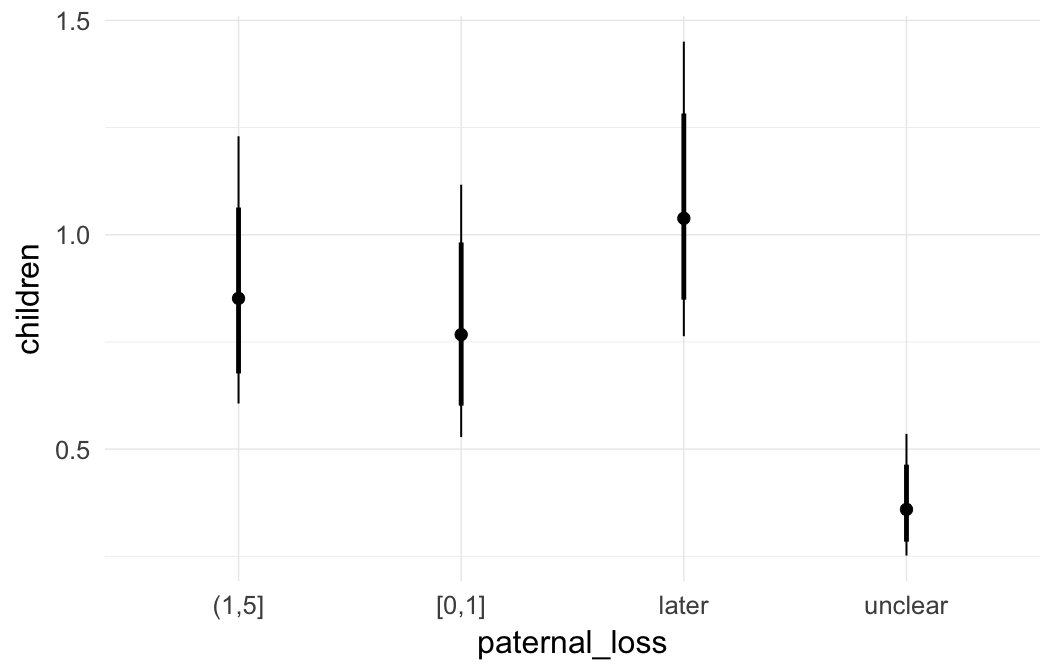 1.5
1.0
0.5
children
(1,5]
[0,1]
later
unclear
paternal_loss